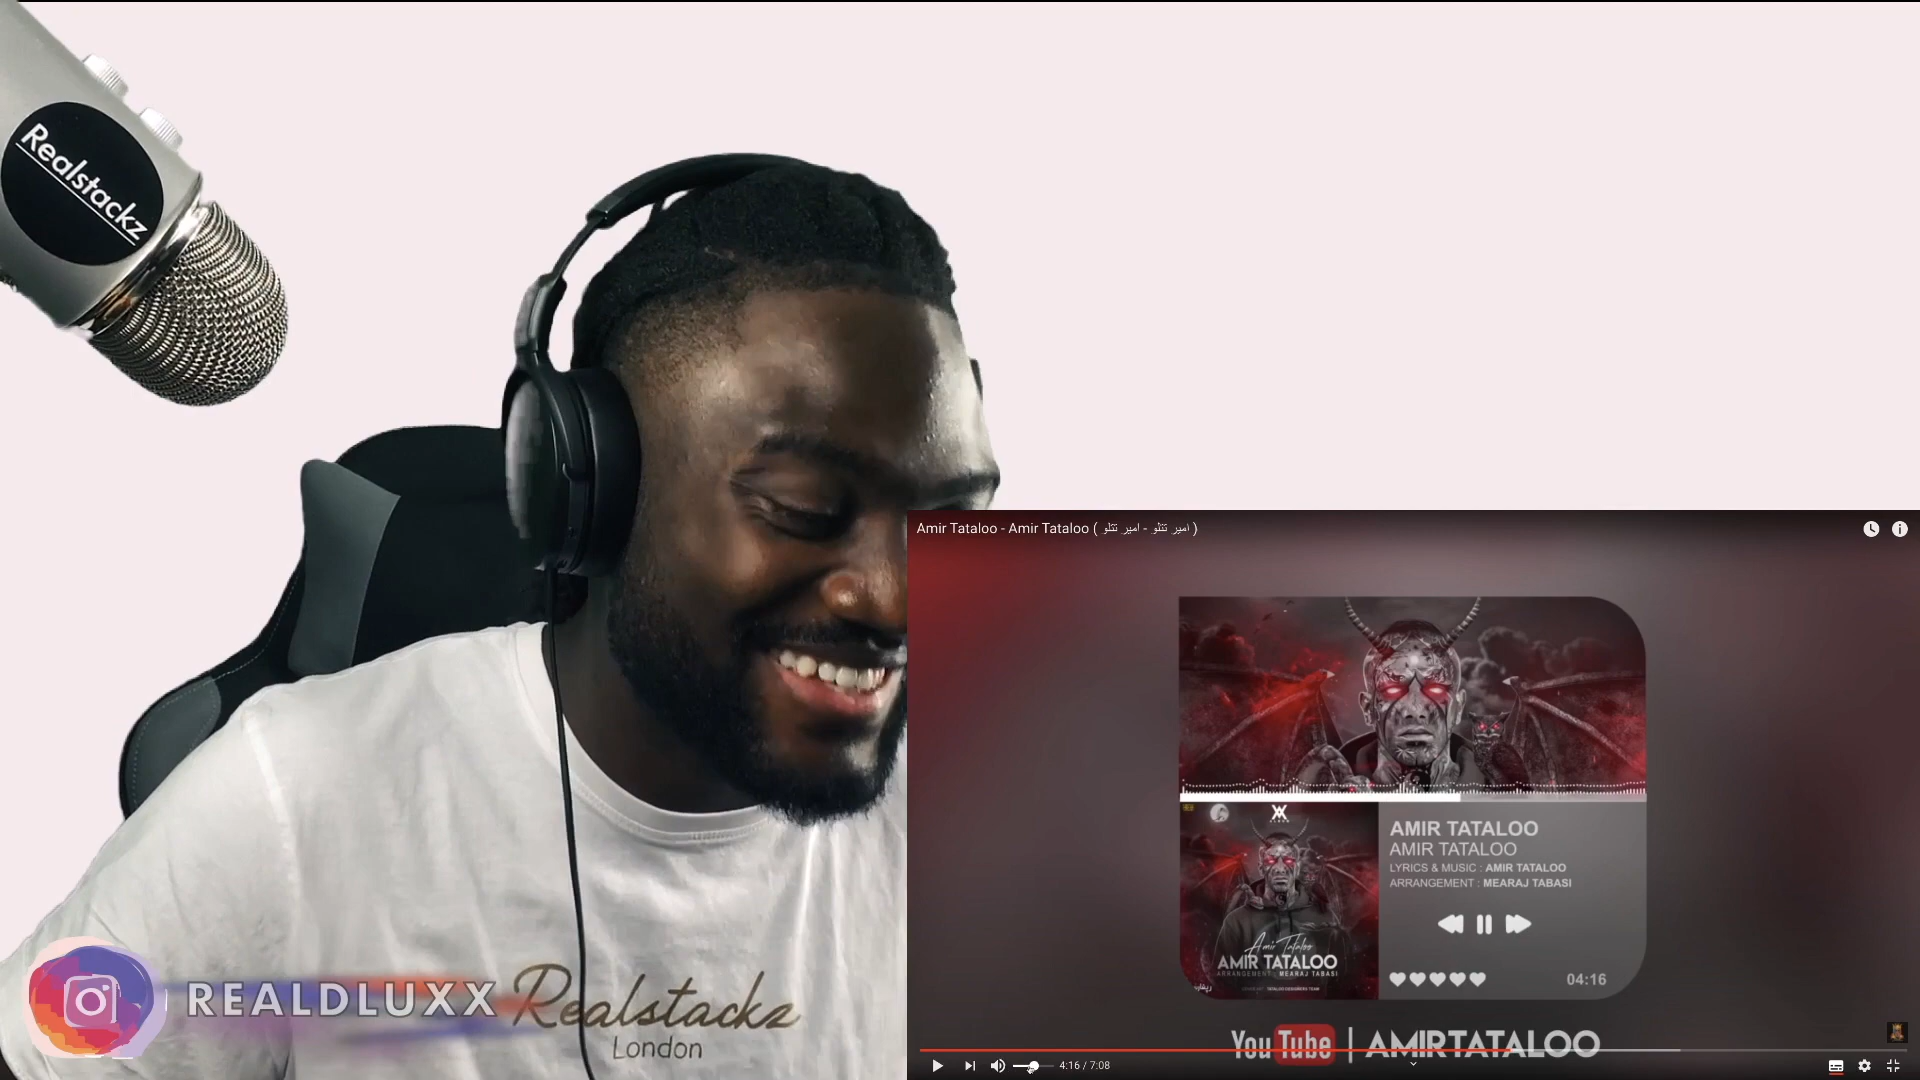 Realstackz
Amir Tataloo - Amir Tataloo ( امیر تتلو - امیر تتلو )
AMIR TATALOO
AMIR TATALOO
LYRICS & MUSIC : AMIR TATALOO
ARRANGEMENT : MEARAJ TABASI
Amir Tataloo
AMIR TATALOO
ARRANGEMENT : MEARAJ TABASI
04:16
REALDLUXX
Realstackz
London
YouTube | AMIRTATALOO
4:16 / 7:08